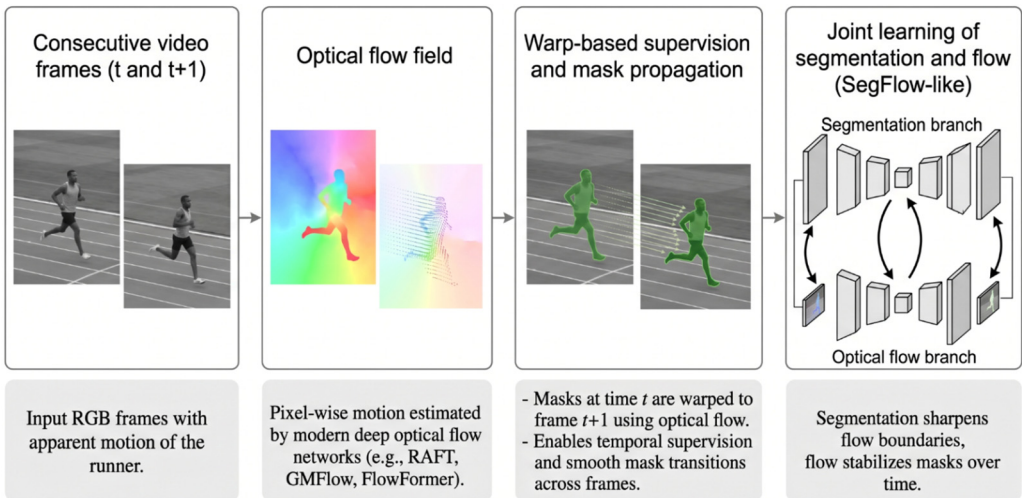 Consecutive video
frames (t and t+1)
Optical flow field
Warp-based supervision
and mask propagation
Joint learning of
segmentation and flow
(SegFlow-like)
Segmentation branch
Optical flow branch
Input RGB frames with
apparent motion of the
runner.
Pixel-wise motion estimated
by modern deep optical flow
networks (e.g., RAFT,
GMFlow, FlowFormer).
- Masks at time t are warped to
frame t+1 using optical flow.
- Enables temporal supervision
and smooth mask transitions
across frames.
Segmentation sharpens
flow boundaries,
flow stabilizes masks over
time.